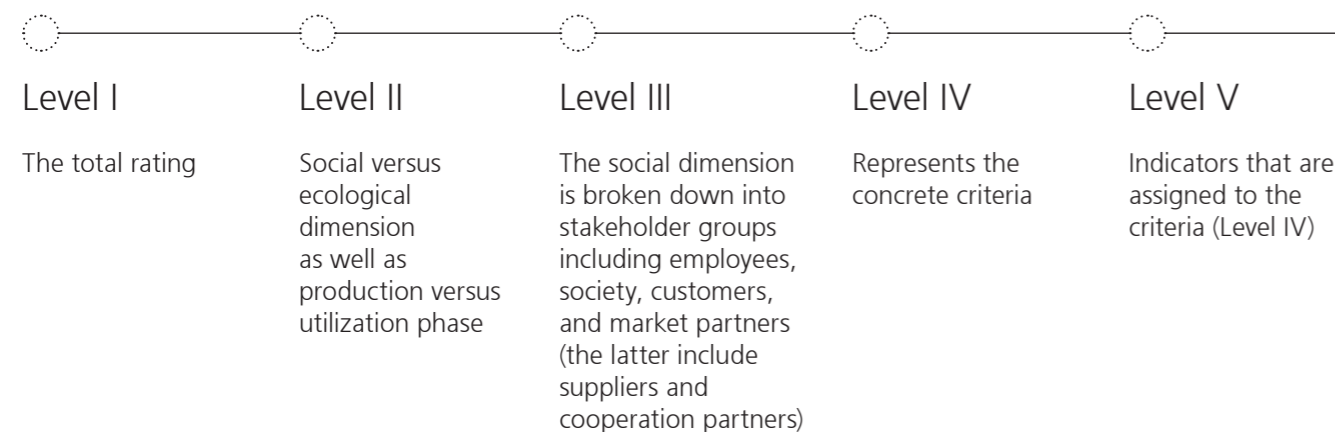 Level I
The total rating
Level II
Social versus
ecological
dimension
as well as
production versus
utilization phase
Level III
The social dimension
is broken down into
stakeholder groups
including employees,
society, customers,
and market partners
(the latter include
suppliers and
cooperation partners)
Level IV
Represents the
concrete criteria
Level V
Indicators that are
assigned to the
criteria (Level IV)